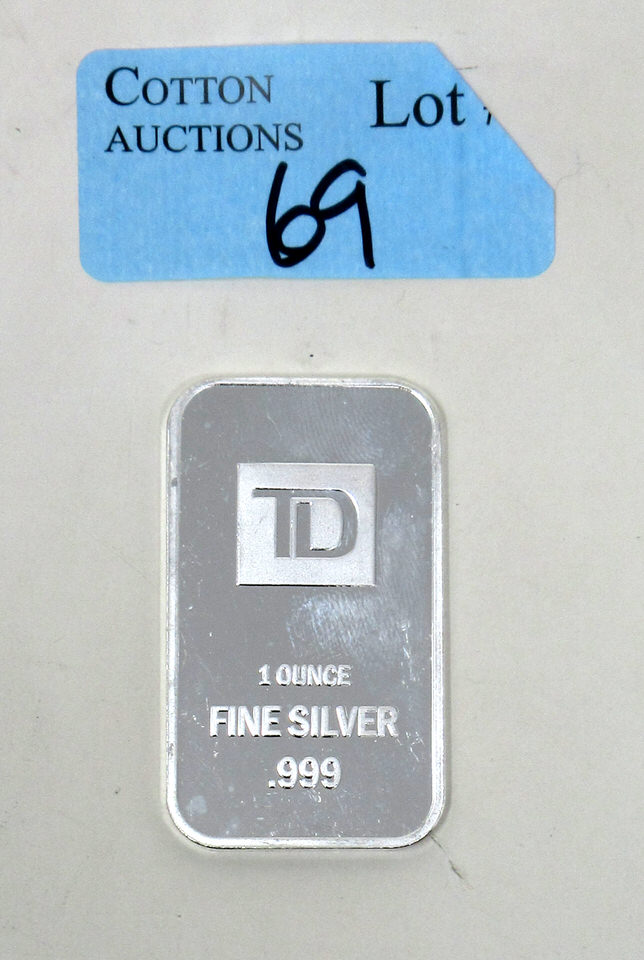 COTTON
AUCTIONS
Lot
69
TD
1 OUNCE
FINE SILVER
.999